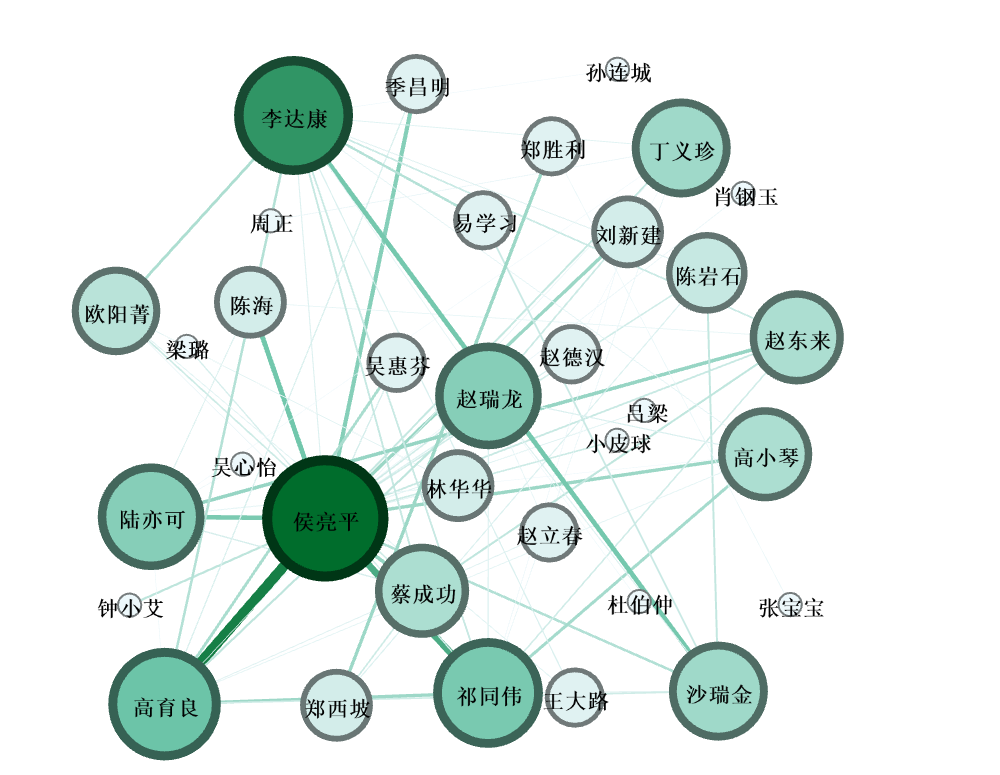 孙连城
季昌明
李达康
郑胜利
丁义珍
肖钢玉
周正
易学习
刘新建
陈岩石
陈海
欧阳菁
赵东来
梁璐
吴惠芬
赵德汉
赵瑞龙
吕梁
小皮球
高小琴
吴心怡
林华华
陆亦可
侯亮平
赵立春
蔡成功
钟小艾
杜伯仲
张宝宝
高育良
郑西坡
祁同伟
王大路
沙瑞金